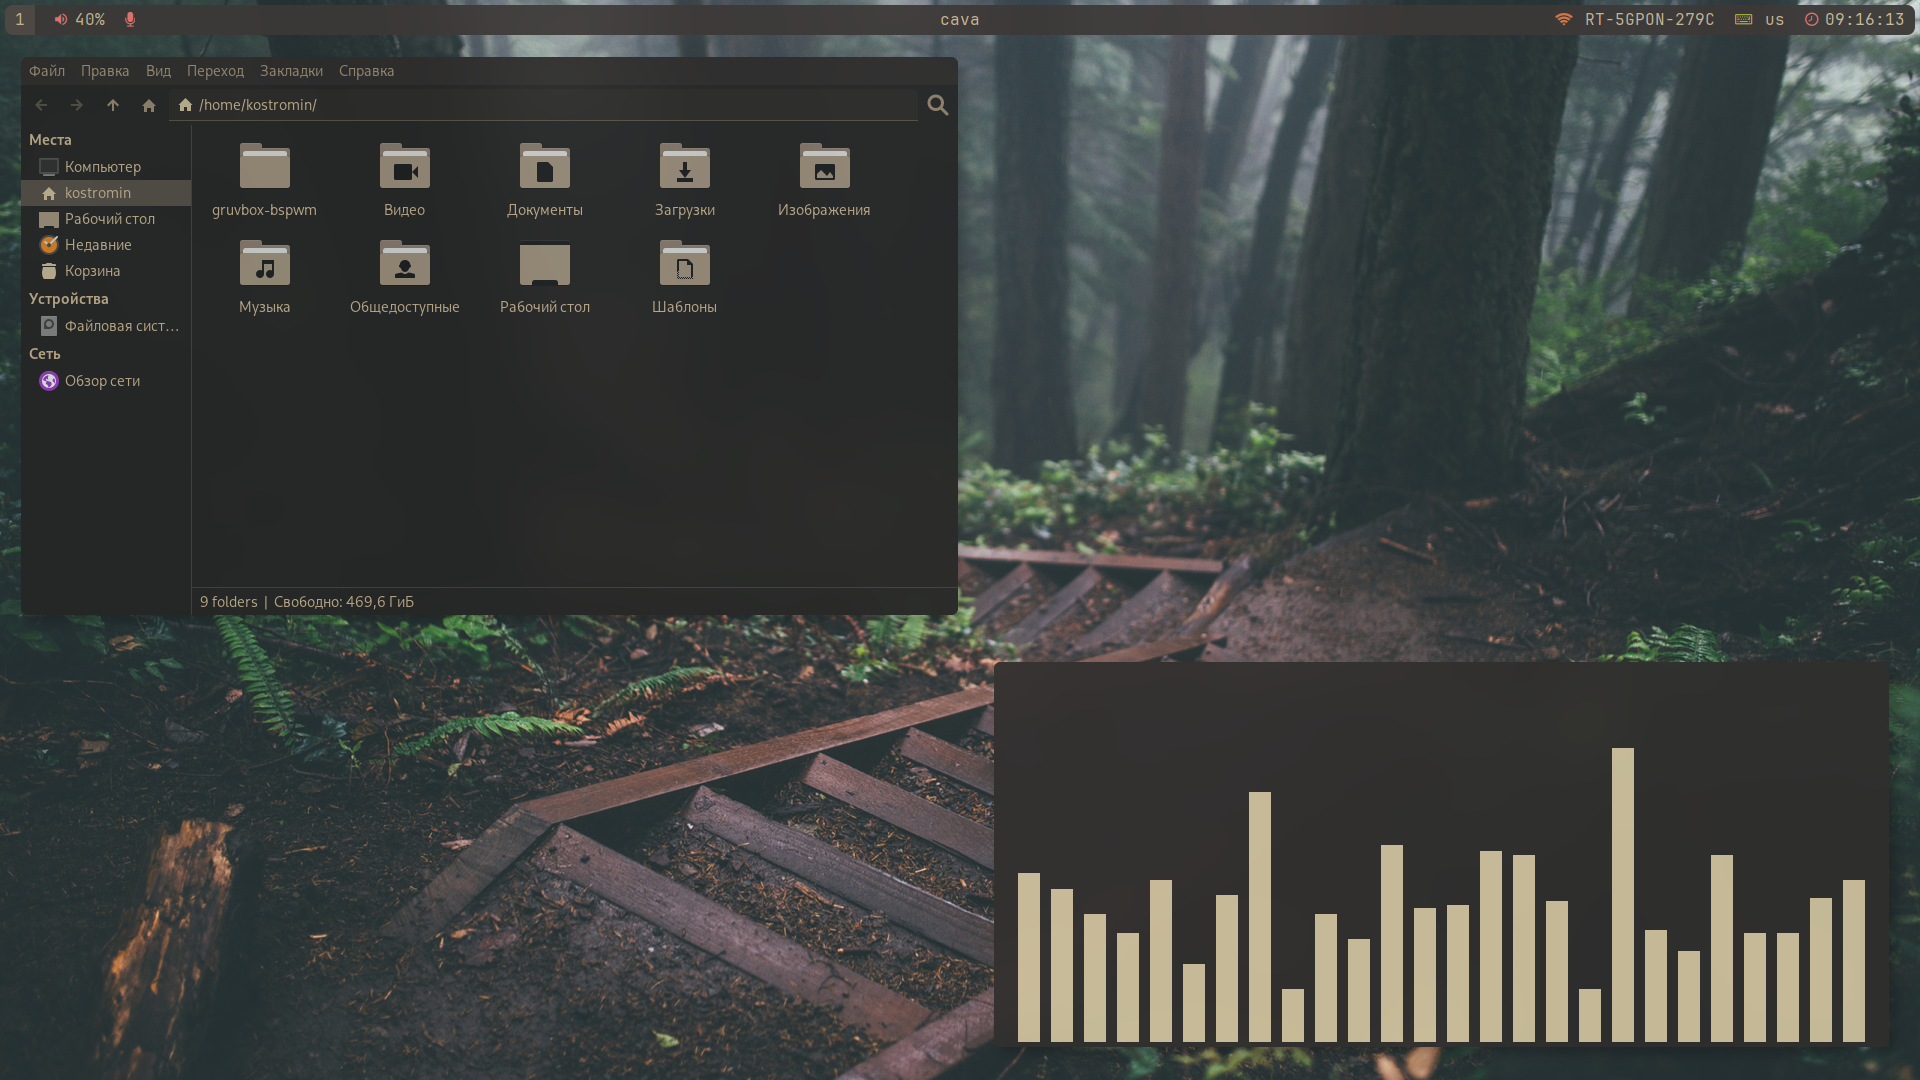 1 40% cava RT-5GPON-279C us 09:16:13
Файл Правка Вид Переход Закладки Справка
/home/kostromin/
Места
Компьютер
kostromin
Рабочий стол
Недавние
Корзина
Устройства
Файловая сист…
Сеть
Обзор сети
gruvbox-bspwm Видео Документы Загрузки Изображения
Музыка Общедоступные Рабочий стол Шаблоны
9 folders | Свободно: 469,6 ГиБ